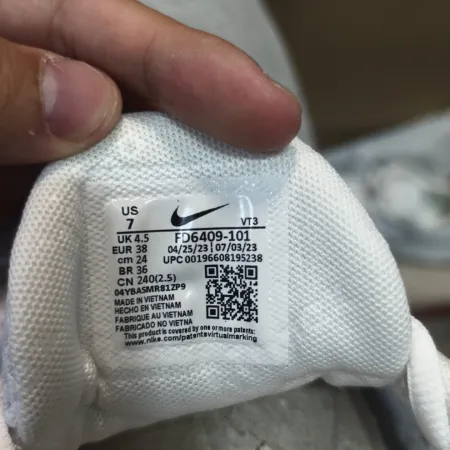 US
7
VT3
UK 4.5 FD6409-101
EUR 38 04/25/23 07/03/23
cm 24 UPC 00196608195238
BR 36
CN 240(2.5)
04YBASMRB1ZP9
MADE IN VIETNAM
HECHO EN VIETNAM
FABRIQUE AU VIETNAM
FABRICADO NO VIETNA
This product is covered by one or more patents:
www.nike.com/patentsvirtualmarking